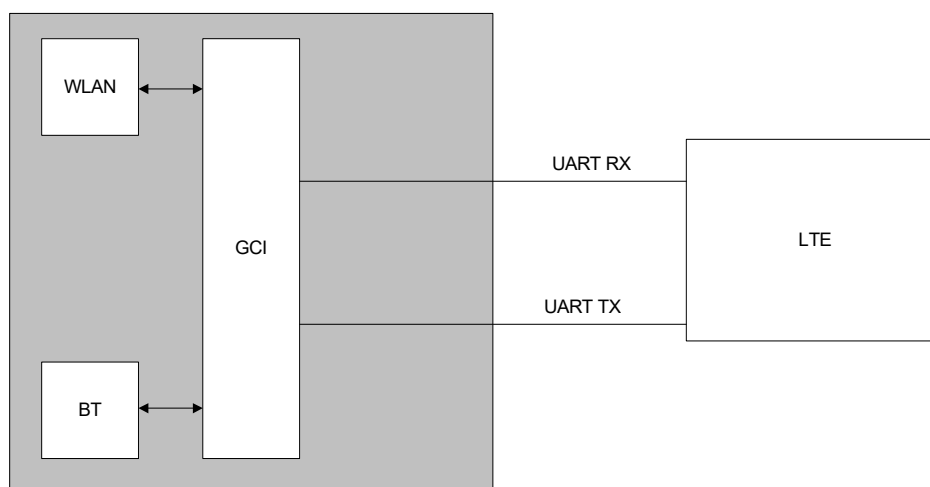 WLAN
UART RX
GCI
LTE
UART TX
BT